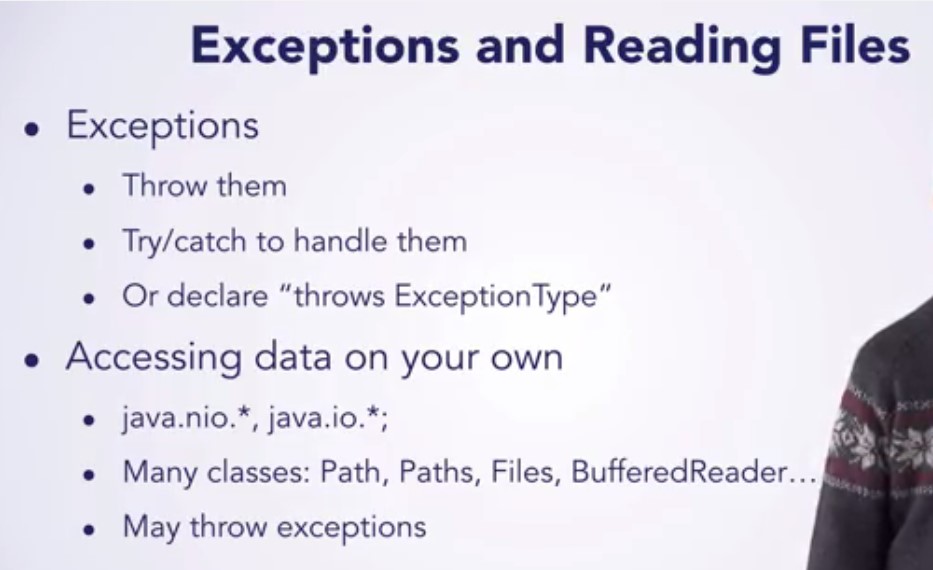 Exceptions and Reading Files
• Exceptions
• Throw them
• Try/catch to handle them
• Or declare “throws ExceptionType”
• Accessing data on your own
• java.nio.*, java.io.*;
• Many classes: Path, Paths, Files, BufferedReader…
• May throw exceptions